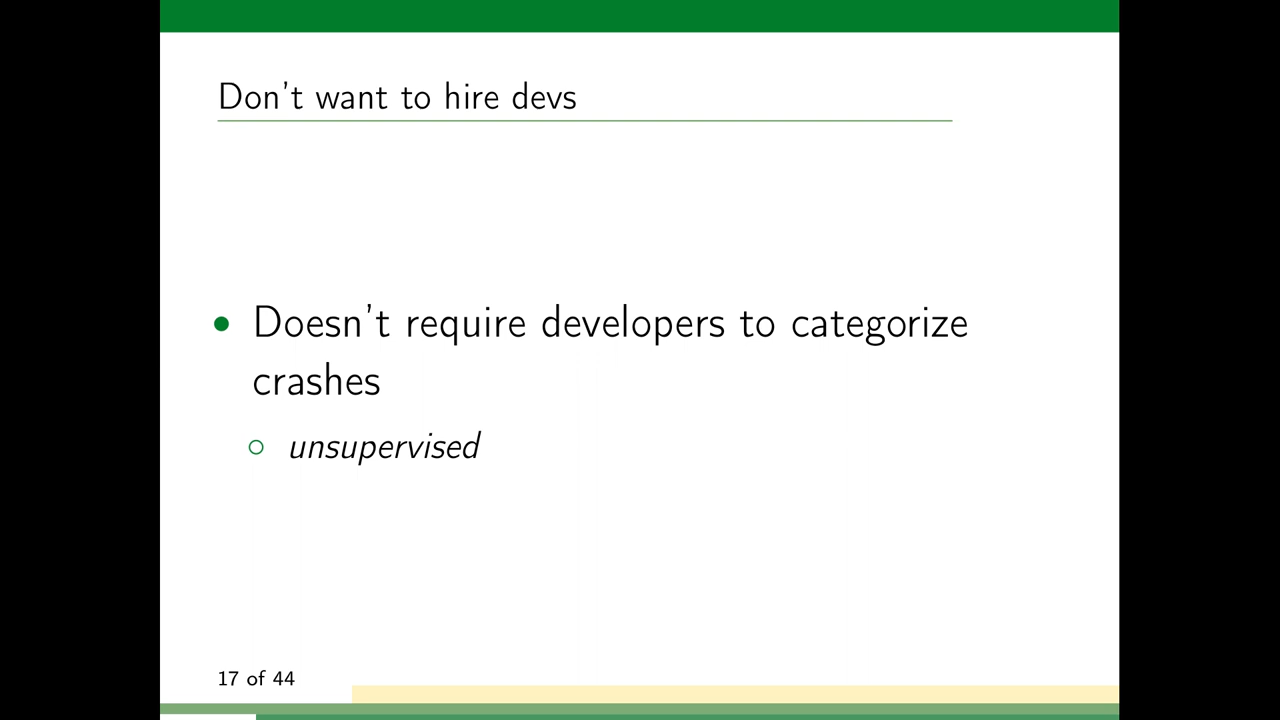 Don't want to hire devs
• Doesn't require developers to categorize
crashes
○ unsupervised
17 of 44